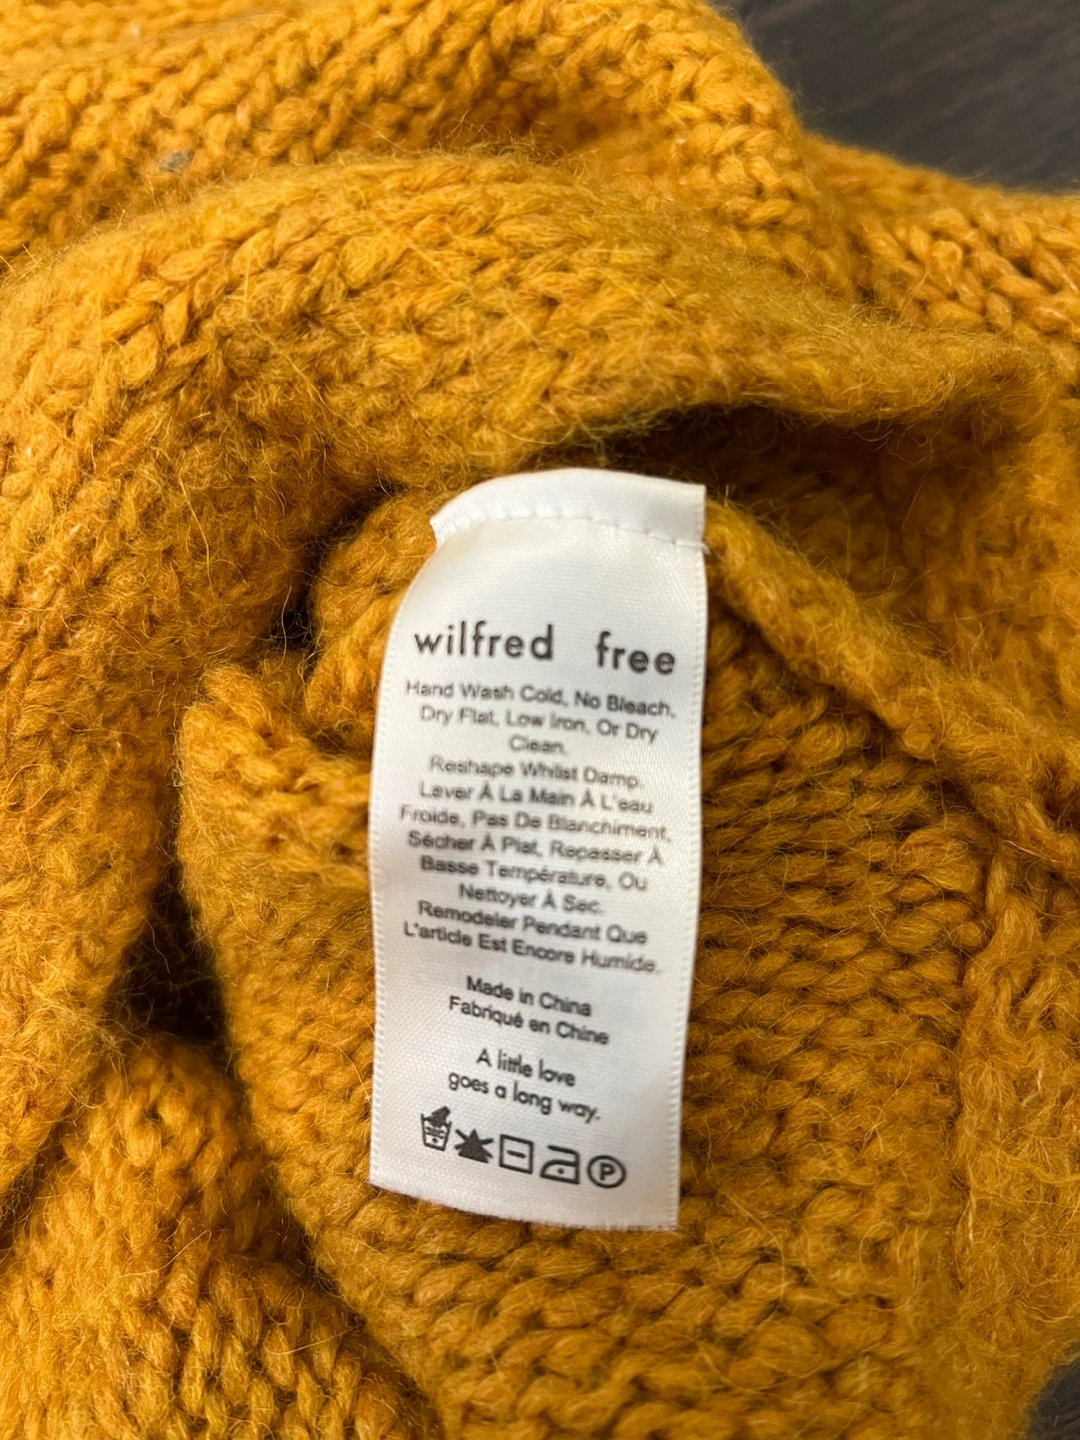 wilfred free
Hand Wash Cold, No Bleach,
Dry Flat, Low Iron, Or Dry
Clean.
Reshape Whilst Damp.
Laver À La Main À L'eau
Froide, Pas De Blanchiment,
Sécher À Plat, Repasser À
Basse Température, Ou
Nettoyer À Sec.
Remodeler Pendant Que
L'article Est Encore Humide.
Made in China
Fabriqué en Chine
A little love
goes a long way.
P